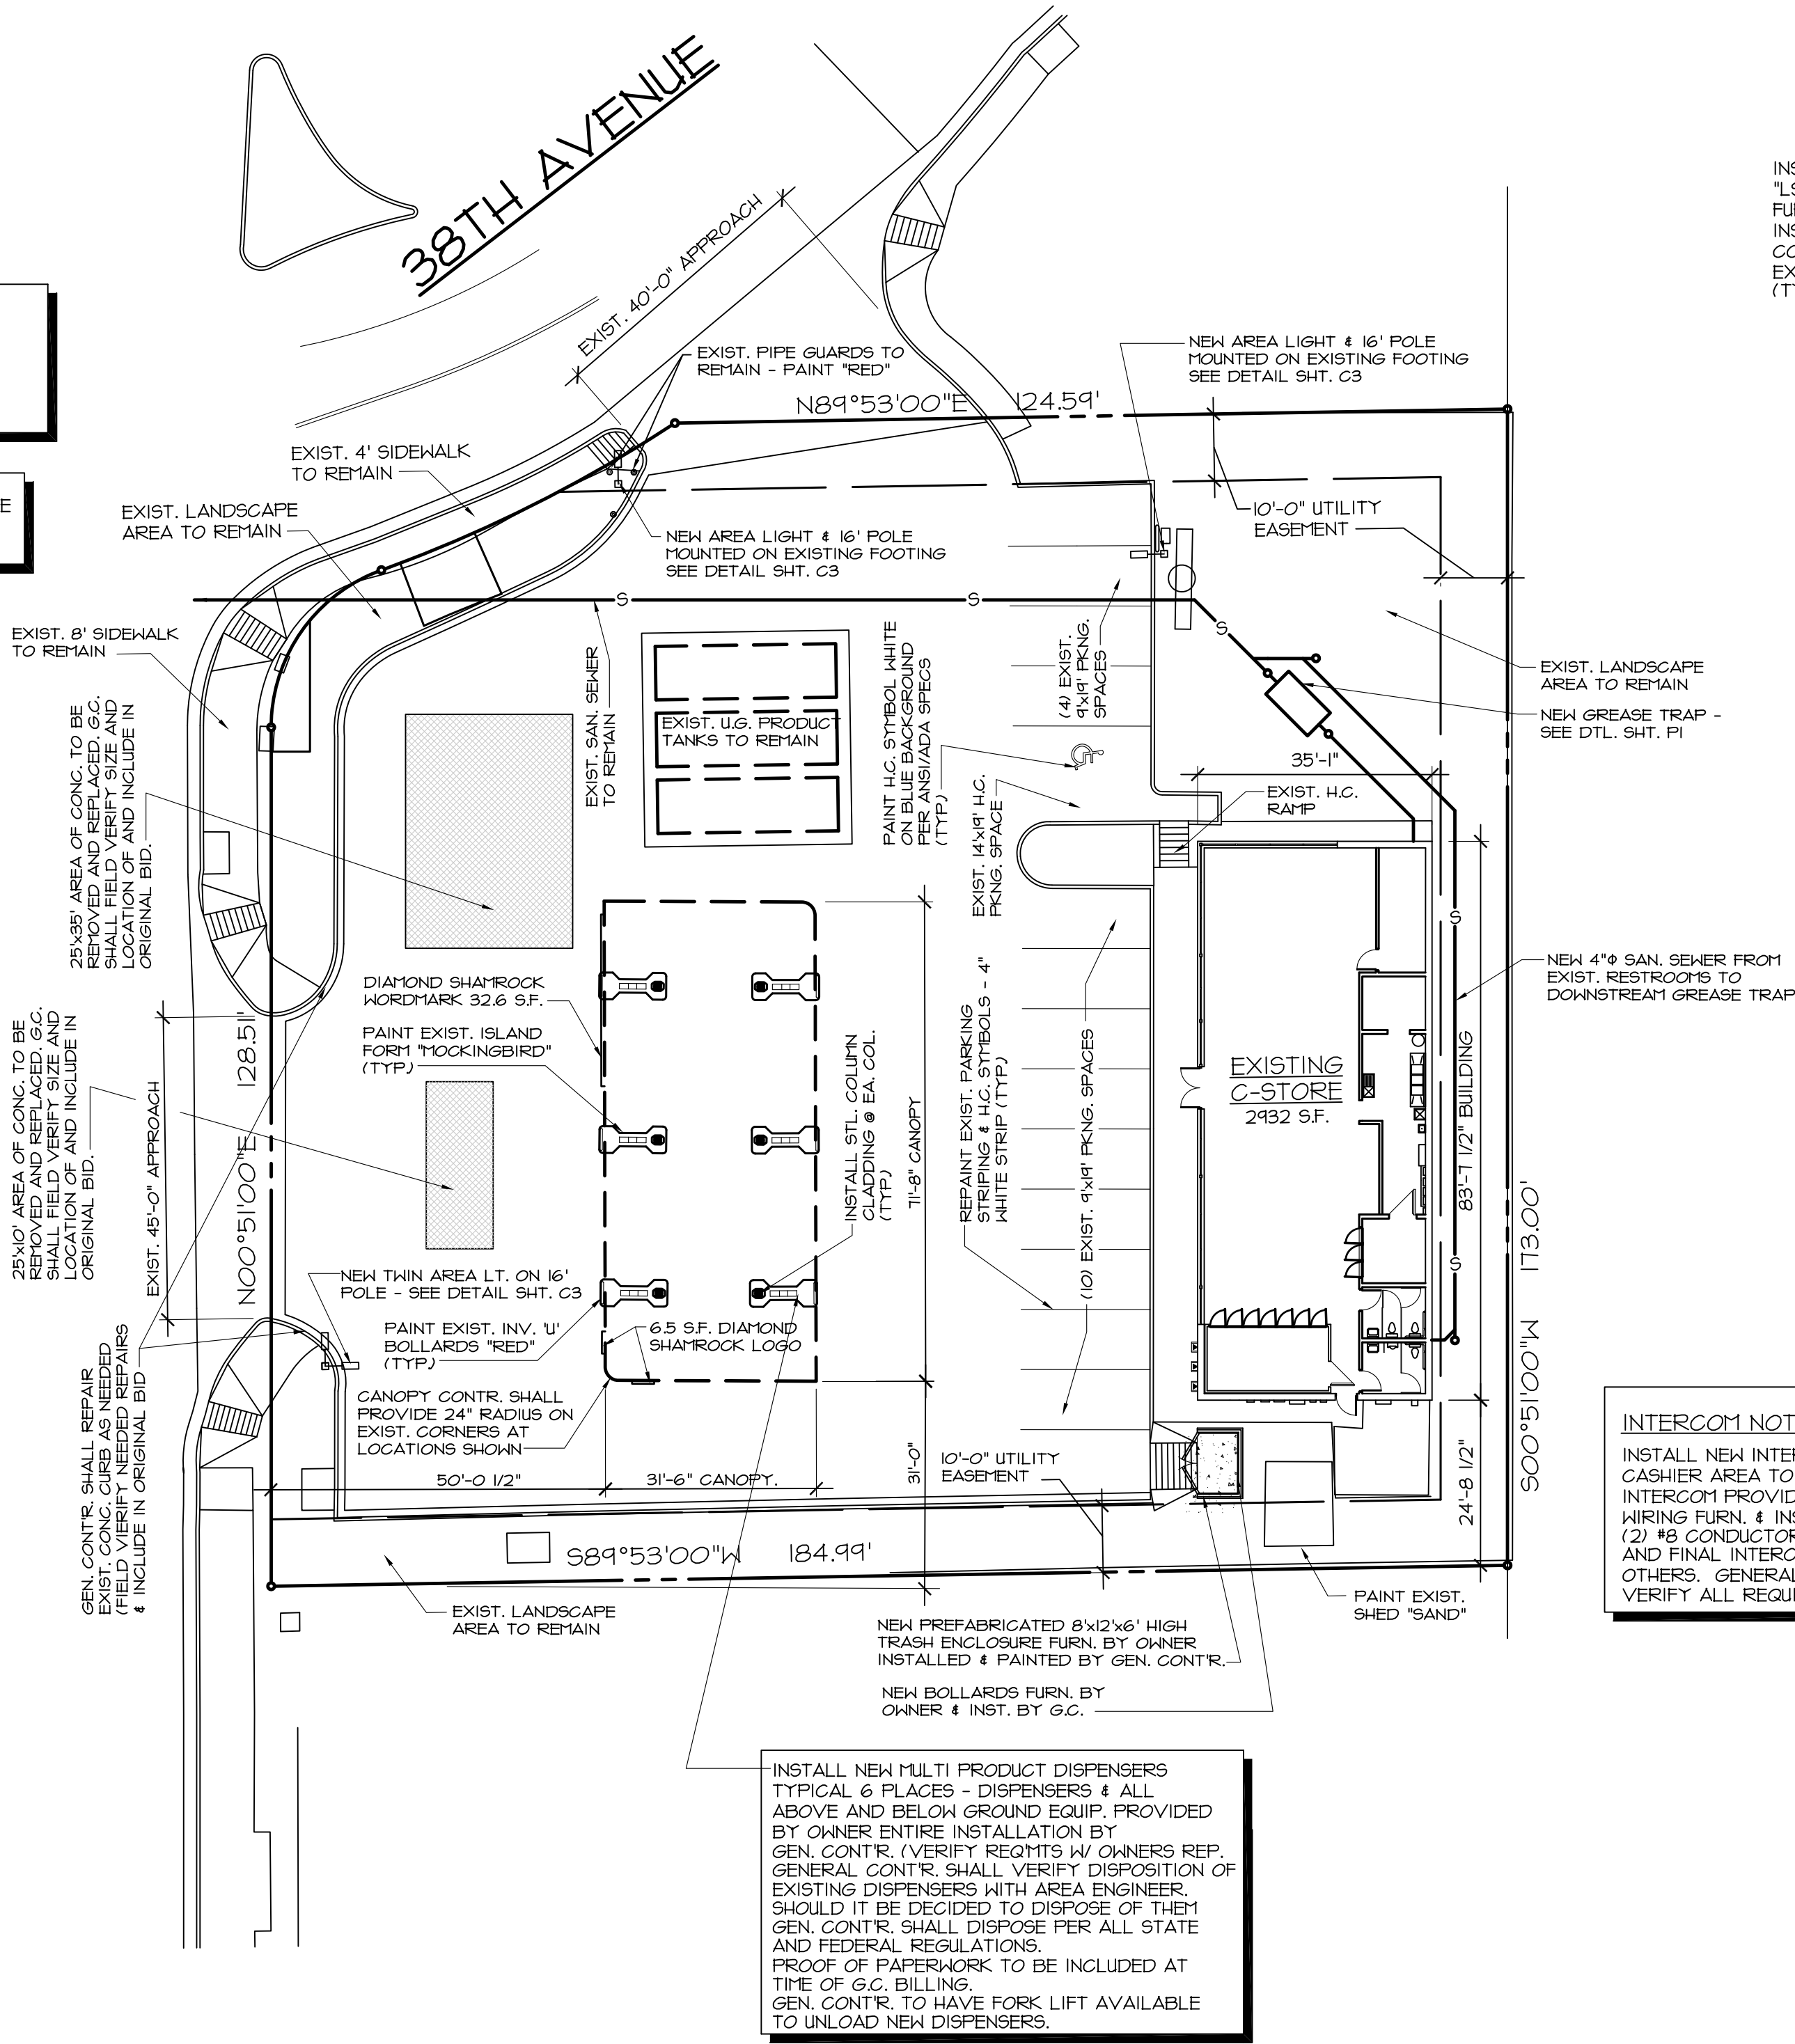 38TH AVENUE
INS
"LS
FUR
INS
CO
EX
(TY
E
EXIST. 40'-0" APPROACH
EXIST. PIPE GUARDS TO
REMAIN - PAINT "RED"
NEW AREA LIGHT & 16' POLE
MOUNTED ON EXISTING FOOTING
SEE DETAIL SHT. C3
N89°53'00"E 124.59'
EXIST. 4' SIDEWALK
TO REMAIN
EXIST. LANDSCAPE
AREA TO REMAIN
NEW AREA LIGHT & 16' POLE
MOUNTED ON EXISTING FOOTING
SEE DETAIL SHT. C3
10'-0" UTILITY
EASEMENT
S
S
S
EXIST. 8' SIDEWALK
TO REMAIN
EXIST. SAN. SEWER
TO REMAIN
EXIST. U.G. PRODUCT
TANKS TO REMAIN
PAINT H.C. SYMBOL WHITE
ON BLUE BACKGROUND
PER ANSI/ADA SPECS
(TYP.)
(4) EXIST.
9'x19' PKNG.
SPACES
EXIST. LANDSCAPE
AREA TO REMAIN
NEW GREASE TRAP -
SEE DTL. SHT. P1
35'-1"
EXIST. H.C.
RAMP
EXIST. 14'x19' H.C.
PKNG. SPACE
25'x35' AREA OF CONC. TO BE
REMOVED AND REPLACED. G.C.
SHALL FIELD VERIFY SIZE AND
LOCATION OF AND INCLUDE IN
ORIGINAL BID.
S
NEW 4"Φ SAN. SEWER FROM
EXIST. RESTROOMS TO
DOWNSTREAM GREASE TRAP
DIAMOND SHAMROCK
WORDMARK 32.6 S.F.
PAINT EXIST. ISLAND
FORM "MOCKINGBIRD"
(TYP.)
25'x10' AREA OF CONC. TO BE
REMOVED AND REPLACED. G.C.
SHALL FIELD VERIFY SIZE AND
LOCATION OF AND INCLUDE IN
ORIGINAL BID.
EXIST. 45'-0" APPROACH
N00°51'00"E 128.51'
INSTALL STL. COLUMN
CLADDING @ EA. COL.
(TYP.)
71'-8" CANOPY
REPAINT EXIST. PARKING
STRIPING & H.C. SYMBOLS - 4"
WHITE STRIP (TYP.)
(10) EXIST. 9'x19' PKNG. SPACES
EXISTING
C-STORE
2932 S.F.
83'-7 1/2" BUILDING
S
S00°51'00"W 173.00'
NEW TWIN AREA LT. ON 16'
POLE - SEE DETAIL SHT. C3
PAINT EXIST. INV. 'U'
BOLLARDS "RED"
(TYP.)
6.5 S.F. DIAMOND
SHAMROCK LOGO
CANOPY CONTR. SHALL
PROVIDE 24" RADIUS ON
EXIST. CORNERS AT
LOCATIONS SHOWN
GEN. CONT'R. SHALL REPAIR
EXIST. CONC. CURB AS NEEDED
(FIELD VIERIFY NEEDED REPAIRS
& INCLUDE IN ORIGINAL BID
50'-0 1/2"
31'-6" CANOPY.
31'-0"
10'-0" UTILITY
EASEMENT
24'-8 1/2"
S89°53'00"W 184.99'
INTERCOM NOT
INSTALL NEW INTER
CASHIER AREA TO
INTERCOM PROVID
WIRING FURN. & INS
(2) #8 CONDUCTOR
AND FINAL INTERC
OTHERS. GENERAL
VERIFY ALL REQUI
EXIST. LANDSCAPE
AREA TO REMAIN
PAINT EXIST.
SHED "SAND"
NEW PREFABRICATED 8'x12'x6' HIGH
TRASH ENCLOSURE FURN. BY OWNER
INSTALLED & PAINTED BY GEN. CONT'R.
NEW BOLLARDS FURN. BY
OWNER & INST. BY G.C.
INSTALL NEW MULTI PRODUCT DISPENSERS
TYPICAL 6 PLACES - DISPENSERS & ALL
ABOVE AND BELOW GROUND EQUIP. PROVIDED
BY OWNER ENTIRE INSTALLATION BY
GEN. CONT'R. (VERIFY REQ'MTS W/ OWNERS REP.
GENERAL CONT'R. SHALL VERIFY DISPOSITION OF
EXISTING DISPENSERS WITH AREA ENGINEER.
SHOULD IT BE DECIDED TO DISPOSE OF THEM
GEN. CONT'R. SHALL DISPOSE PER ALL STATE
AND FEDERAL REGULATIONS.
PROOF OF PAPERWORK TO BE INCLUDED AT
TIME OF G.C. BILLING.
GEN. CONT'R. TO HAVE FORK LIFT AVAILABLE
TO UNLOAD NEW DISPENSERS.